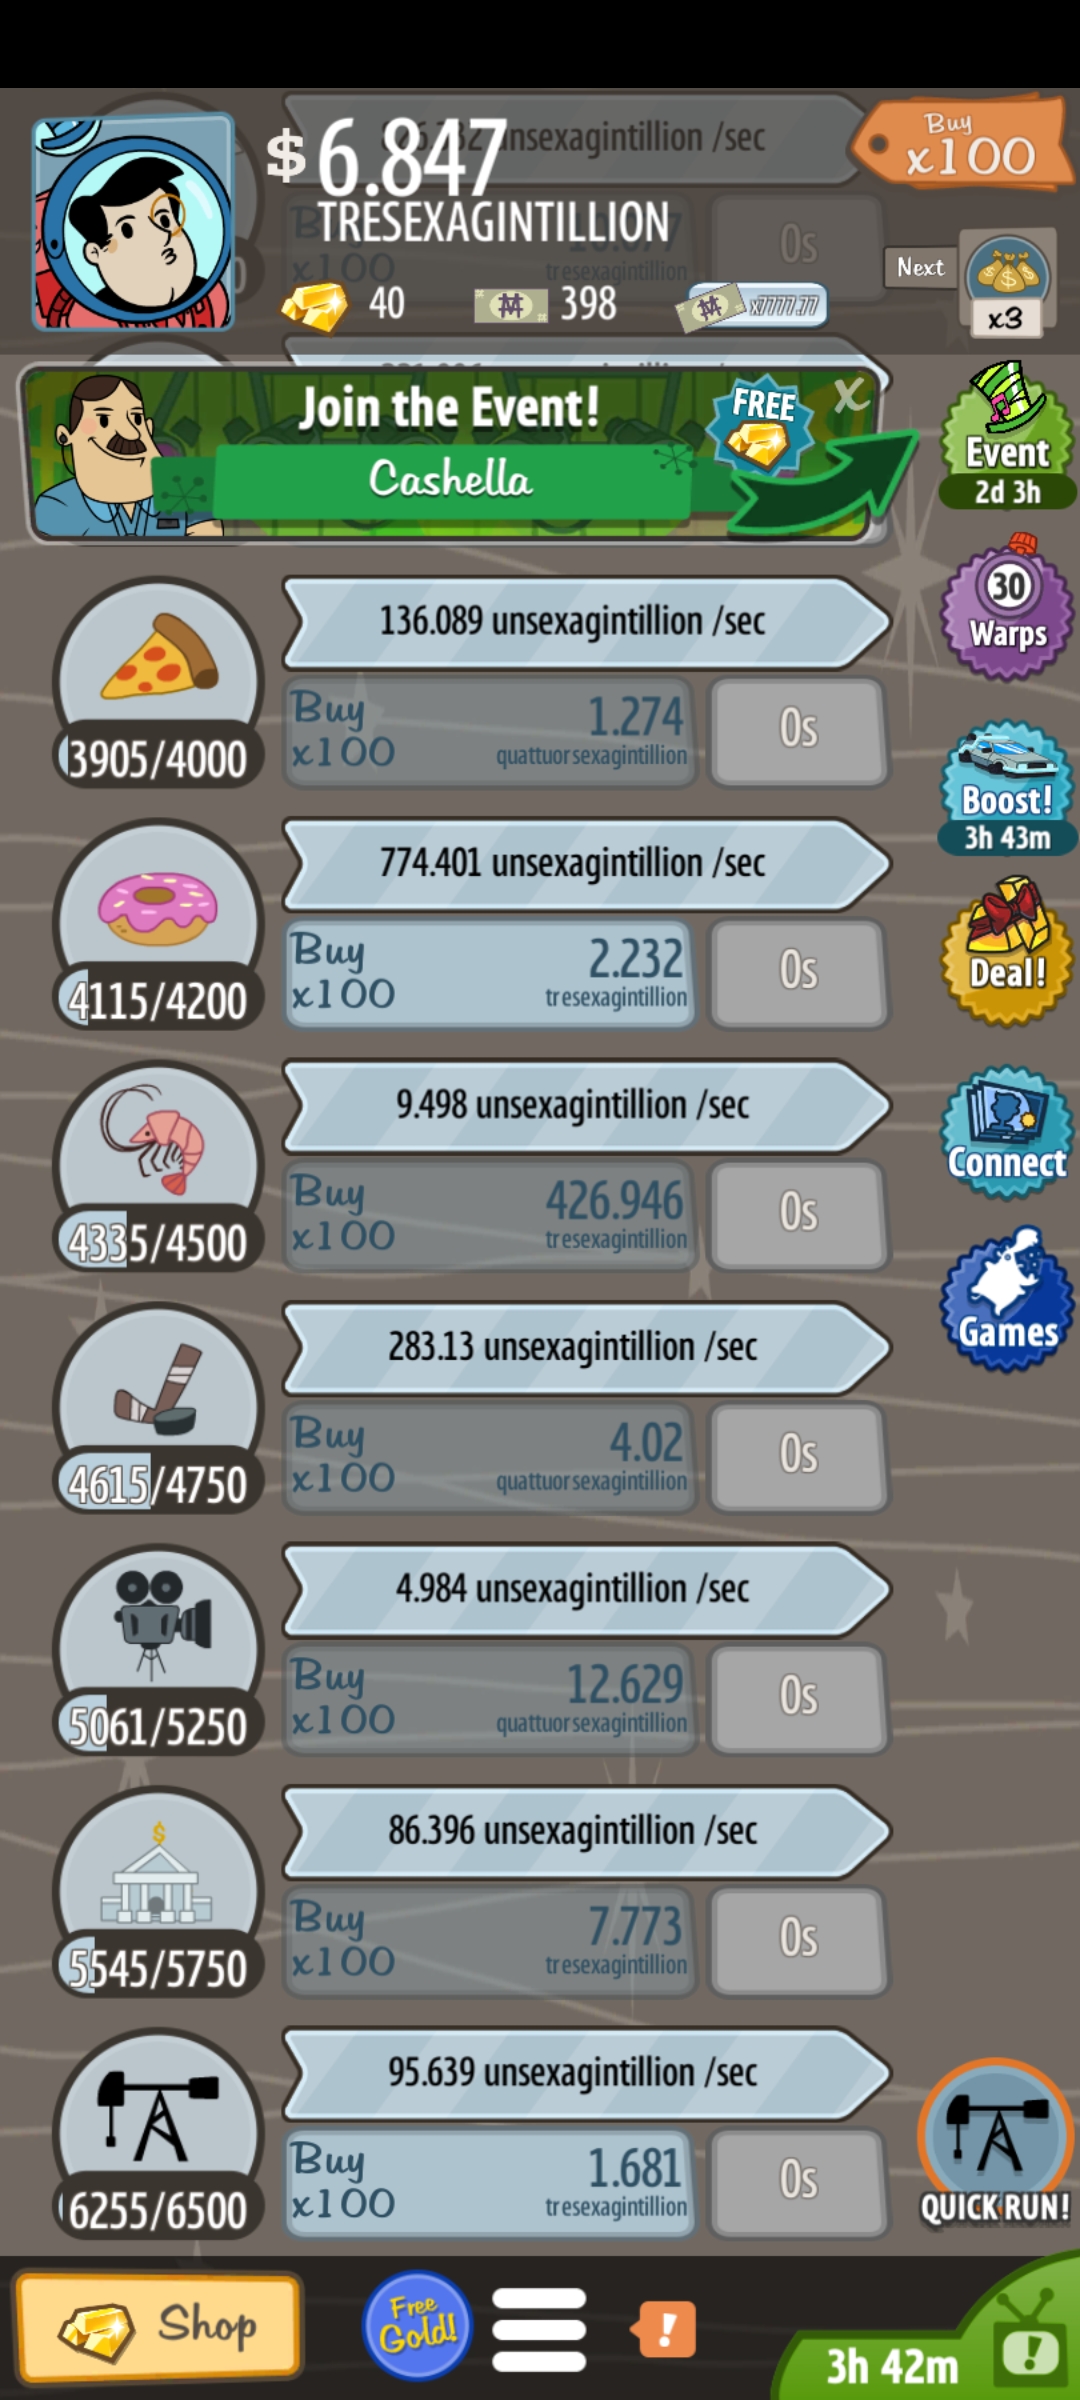 $ 6.847
TRESEXAGINTILLION
40
398
x7777.77
Buy
x100
Next
x3
unsexagintillion /sec
Buy
x100
tresexagintillion
0s
Join the Event!
Cashella
FREE
X
Event
2d 3h
30
Warps
Boost!
3h 43m
Deal!
Connect
Games
136.089 unsexagintillion /sec
Buy
x100
1.274
quattuorsexagintillion
0s
3905/4000
774.401 unsexagintillion /sec
Buy
x100
2.232
tresexagintillion
0s
4115/4200
9.498 unsexagintillion /sec
Buy
x100
426.946
tresexagintillion
0s
4335/4500
283.13 unsexagintillion /sec
Buy
x100
4.02
quattuorsexagintillion
0s
4615/4750
4.984 unsexagintillion /sec
Buy
x100
12.629
quattuorsexagintillion
0s
5061/5250
$
86.396 unsexagintillion /sec
Buy
x100
7.773
tresexagintillion
0s
5545/5750
95.639 unsexagintillion /sec
Buy
x100
1.681
tresexagintillion
0s
6255/6500
QUICK RUN!
Shop
Free
Gold!
!
3h 42m
!